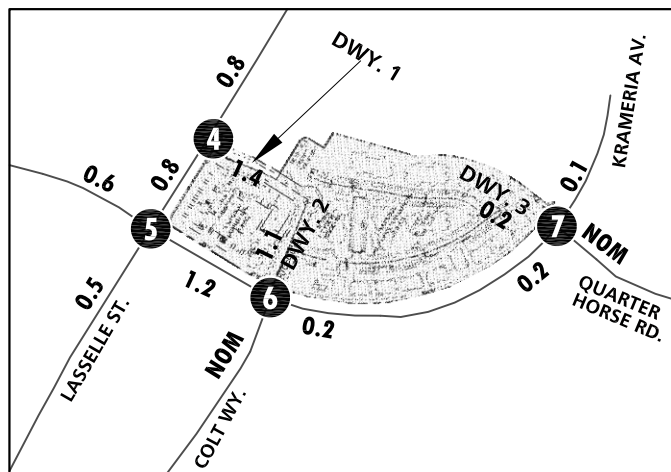 DWY. 1
0.8
KRAMERIA AV.
4
1.4
0.8
0.6
DWY. 3
0.1
0.2
5
DWY. 2
1.1
7
NOM
1.2
0.5
6
0.2
0.2
QUARTER
HORSE RD.
LASSELLE ST.
NOM
COLT WY.